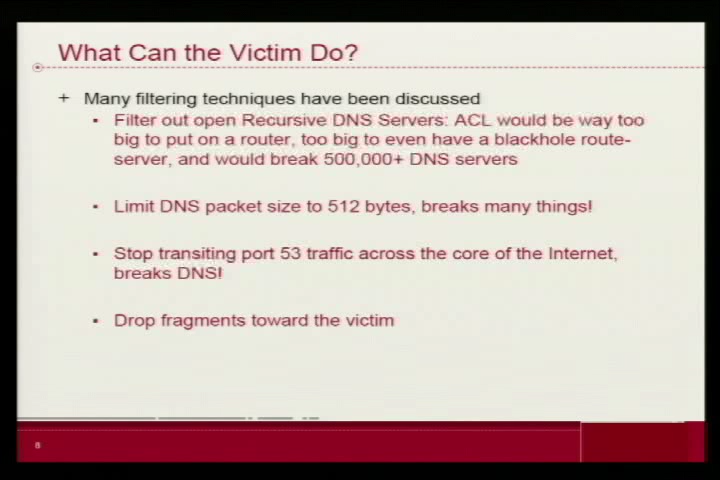 What Can the Victim Do?
+ Many filtering techniques have been discussed
▪ Filter out open Recursive DNS Servers: ACL would be way too
big to put on a router, too big to even have a blackhole route-
server, and would break 500,000+ DNS servers
▪ Limit DNS packet size to 512 bytes, breaks many things!
▪ Stop transiting port 53 traffic across the core of the Internet,
breaks DNS!
▪ Drop fragments toward the victim
8